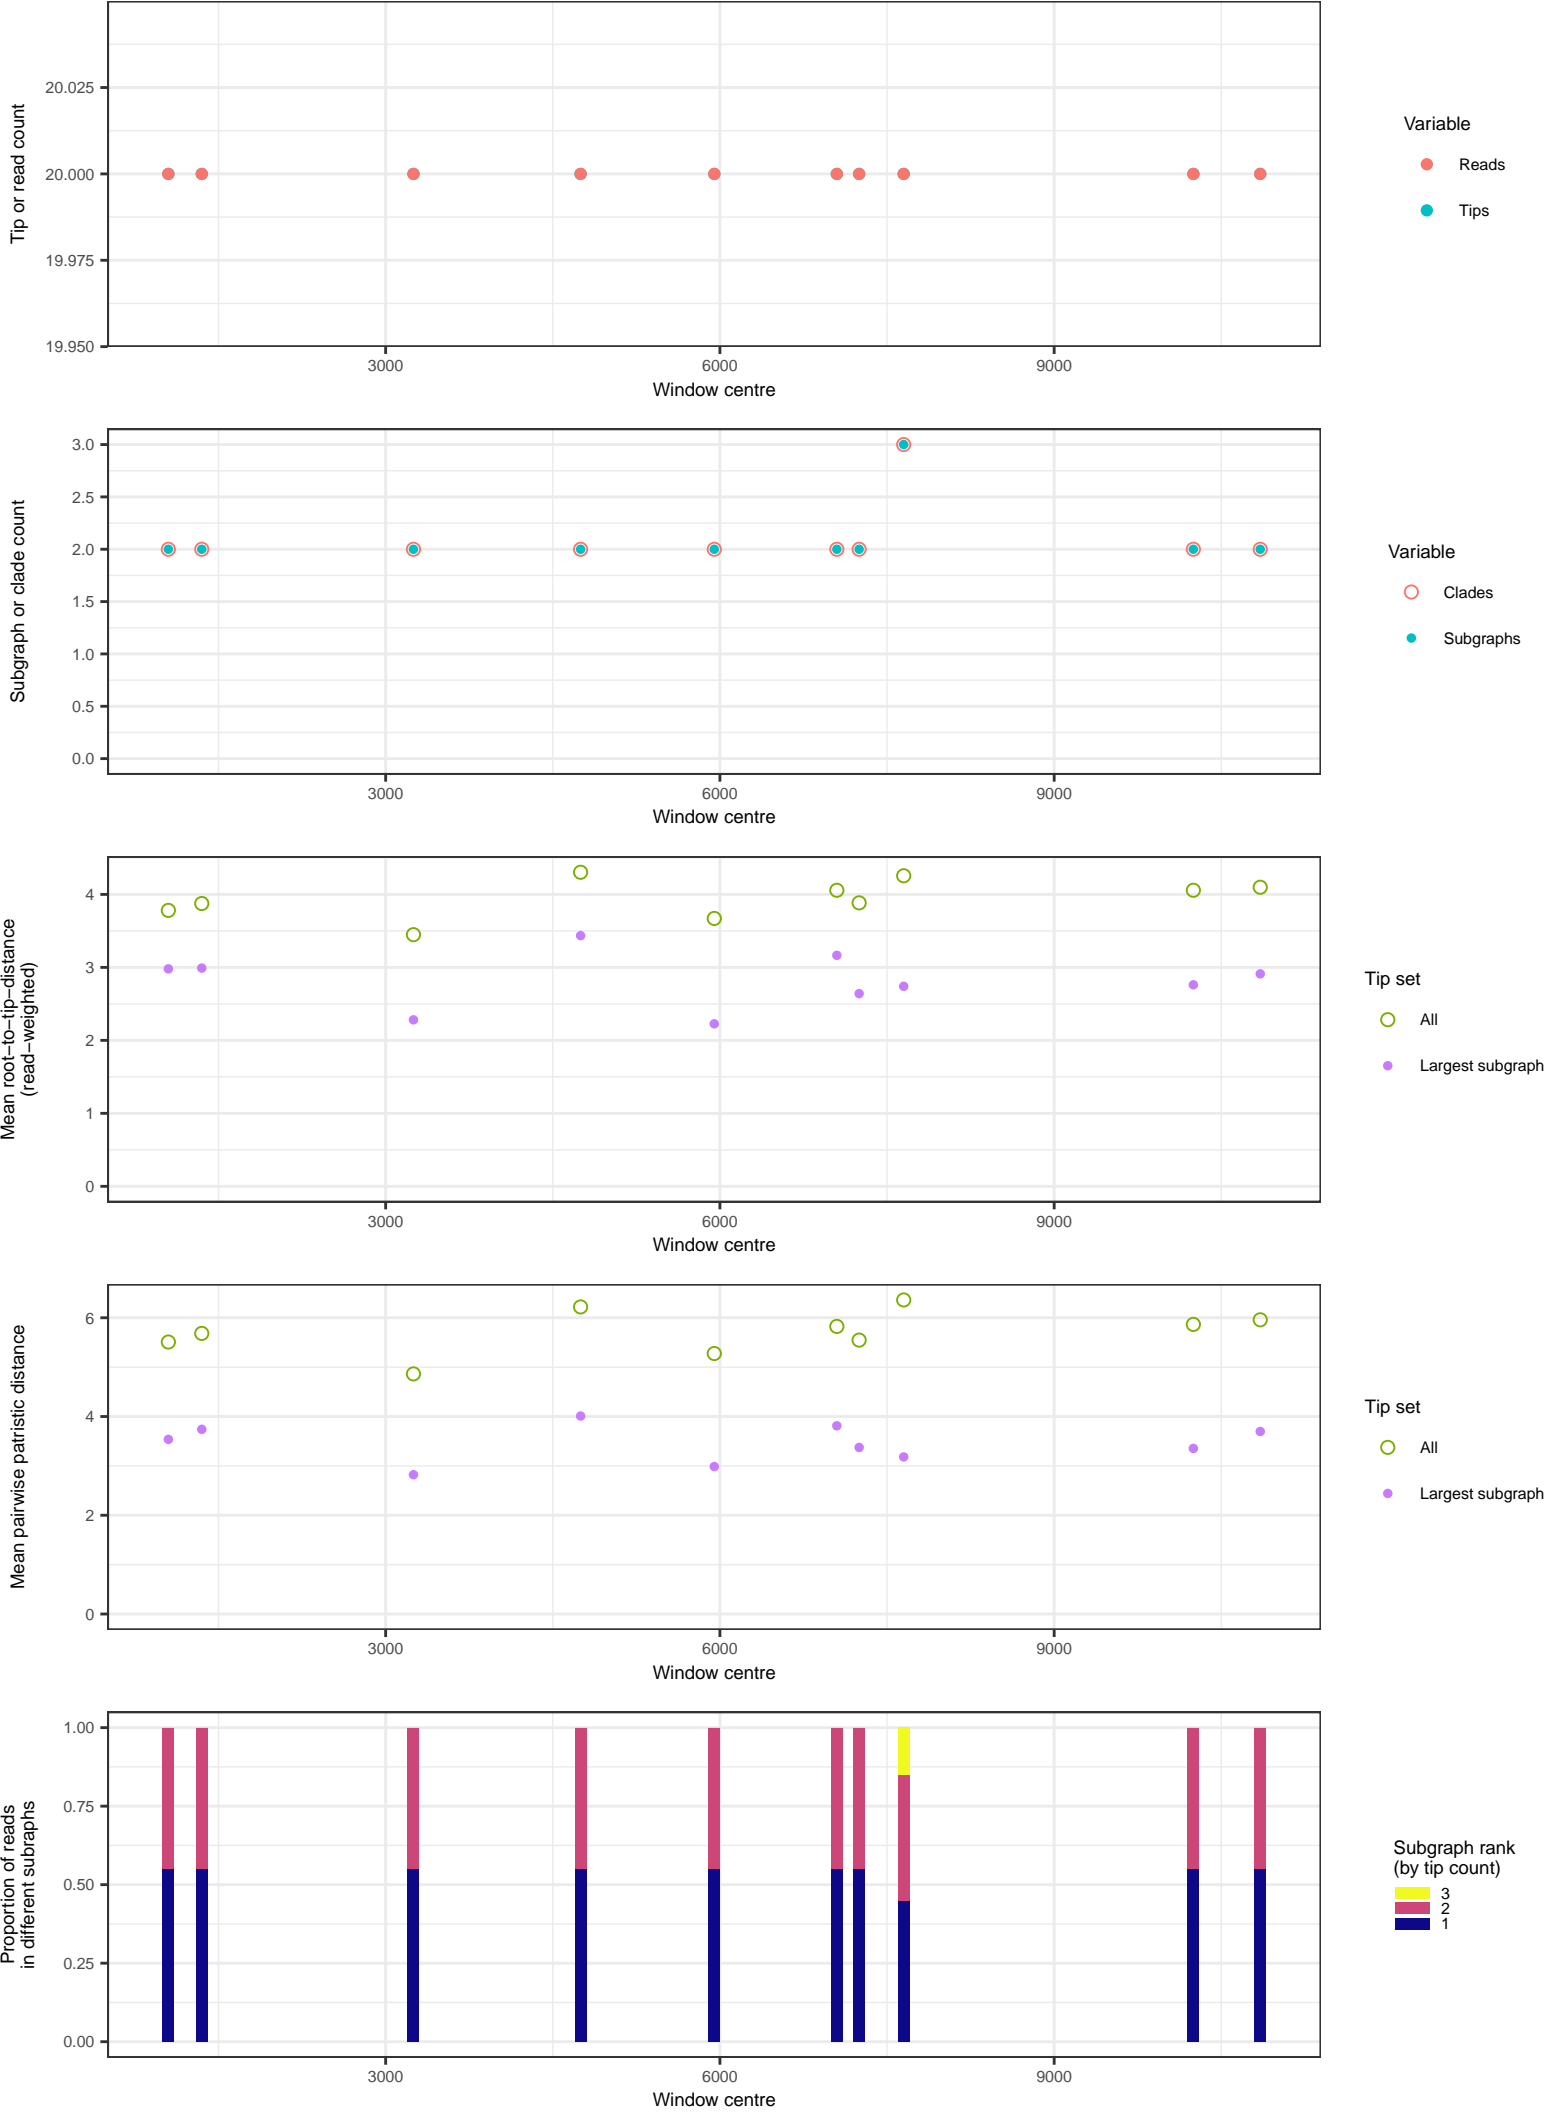 Tip or read count
20.025
20.000
19.975
19.950
3000
6000
9000
Window centre
Variable
Reads
Tips
Subgraph or clade count
3.0
2.5
2.0
1.5
1.0
0.5
0.0
3000
6000
9000
Window centre
Variable
Clades
Subgraphs
Mean root−to−tip−distance
(read−weighted)
4
3
2
1
0
3000
6000
9000
Window centre
Tip set
All
Largest subgraph
Mean pairwise patristic distance
6
4
2
0
3000
6000
9000
Window centre
Tip set
All
Largest subgraph
Proportion of reads
in different subraphs
1.00
0.75
0.50
0.25
0.00
3000
6000
9000
Window centre
Subgraph rank
(by tip count)
3
2
1